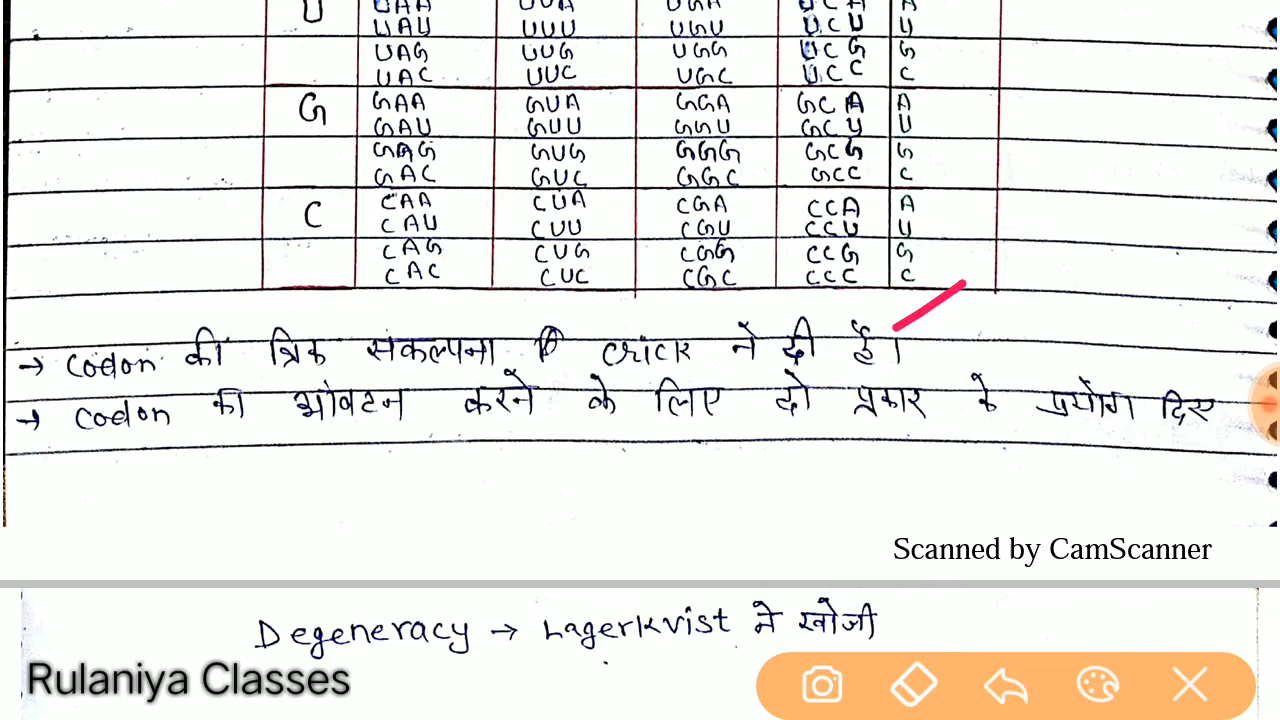 U UAA UUA UGA UCA A
UAU UUU UGU UCU U
UAG UUG UGG UCG G
UAC UUC UGC UCC C
G GAA GUA GGA GCA A
GAU GUU GGU GCU U
GAG GUG GGG GCG G
GAC GUC GGC GCC C
C CAA CUA CGA CCA A
CAU CUU CGU CCU U
CAG CUG CGG CCG G
CAC CUC CGC CCC C
→ codon की त्रिक संकल्पना crick ने दी है।
→ codon का आंवटन करने के लिए दो प्रकार के प्रयोग दिए
Scanned by CamScanner
Degeneracy → Lagerkvist ने खोजी
Rulaniya Classes